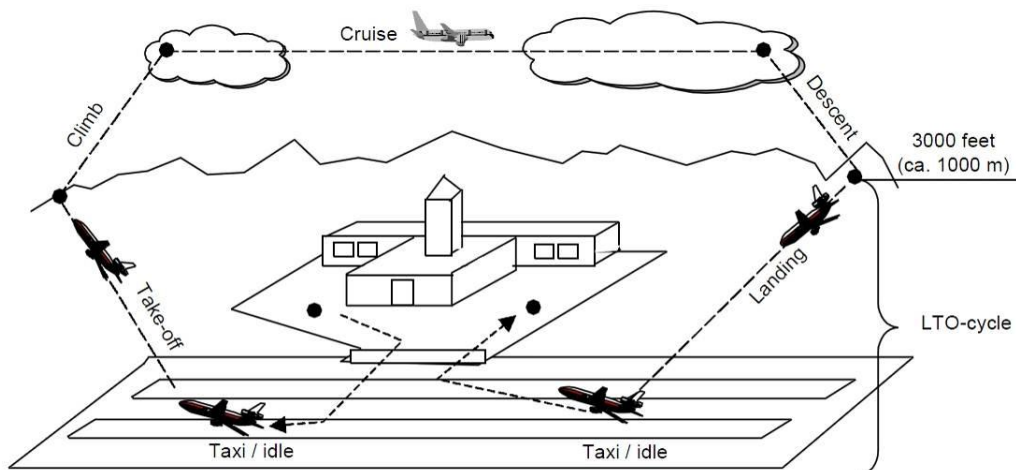 Cruise
Climb
Descent
3000 feet
(ca. 1000 m)
Take-off
Landing
LTO-cycle
Taxi / idle
Taxi / idle